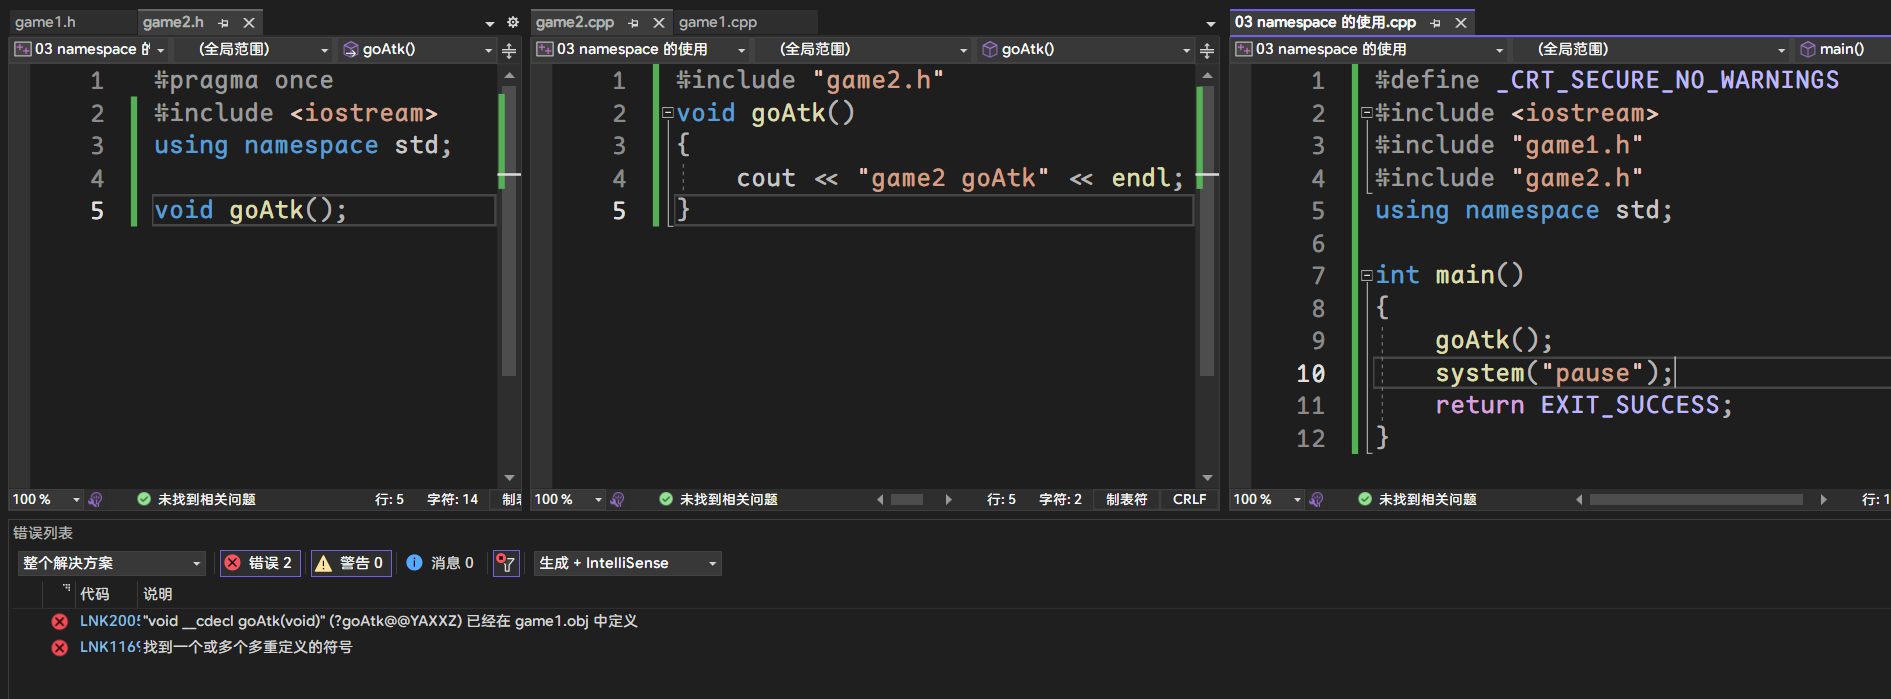 game1.h
game2.h
03 namespace 的
(全局范围)
goAtk()
1 #pragma once
2 #include <iostream>
3 using namespace std;
4
5 void goAtk();
100 %
未找到相关问题
行: 5
字符: 14
game2.cpp
game1.cpp
03 namespace 的使用
(全局范围)
goAtk()
1 #include "game2.h"
2 void goAtk()
3 {
4 cout << "game2 goAtk" << endl;
5 }
100 %
未找到相关问题
行: 5
字符: 2
制表符
CRLF
03 namespace 的使用.cpp
03 namespace 的使用
(全局范围)
main()
1 #define _CRT_SECURE_NO_WARNINGS
2 #include <iostream>
3 #include "game1.h"
4 #include "game2.h"
5 using namespace std;
6
7 int main()
8 {
9 goAtk();
10 system("pause");
11 return EXIT_SUCCESS;
12 }
100 %
未找到相关问题
行: 1
错误列表
整个解决方案
错误 2
警告 0
消息 0
生成 + IntelliSense
代码
说明
LNK200 "void __cdecl goAtk(void)" (?goAtk@@YAXXZ) 已经在 game1.obj 中定义
LNK116 找到一个或多个多重定义的符号